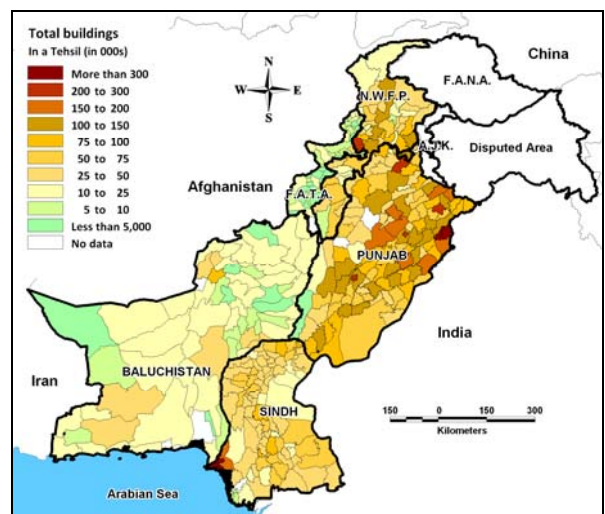 Total buildings
In a Tehsil (in 000s)
More than 300
200 to 300
150 to 200
100 to 150
75 to 100
50 to 75
25 to 50
10 to 25
5 to 10
Less than 5,000
No data
N
W E
S
China
F.A.N.A.
N.W.F.P.
A.J.K.
Disputed Area
Afghanistan
F.A.T.A.
PUNJAB
India
Iran
BALUCHISTAN
SINDH
150 0 150 300
Kilometers
Arabian Sea